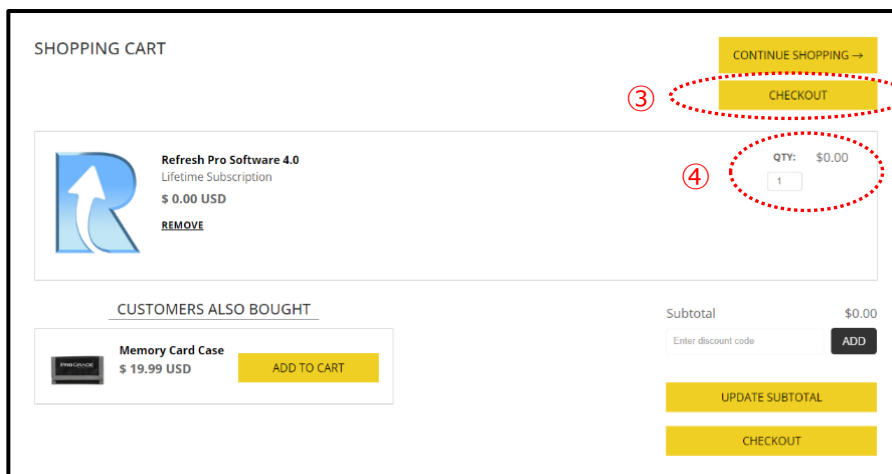 SHOPPING CART
CONTINUE SHOPPING →
③
CHECKOUT
Refresh Pro Software 4.0
Lifetime Subscription
$ 0.00 USD
REMOVE
④
QTY: $0.00
1
CUSTOMERS ALSO BOUGHT
PROGRADE
Memory Card Case
$ 19.99 USD
ADD TO CART
Subtotal $0.00
Enter discount code ADD
UPDATE SUBTOTAL
CHECKOUT